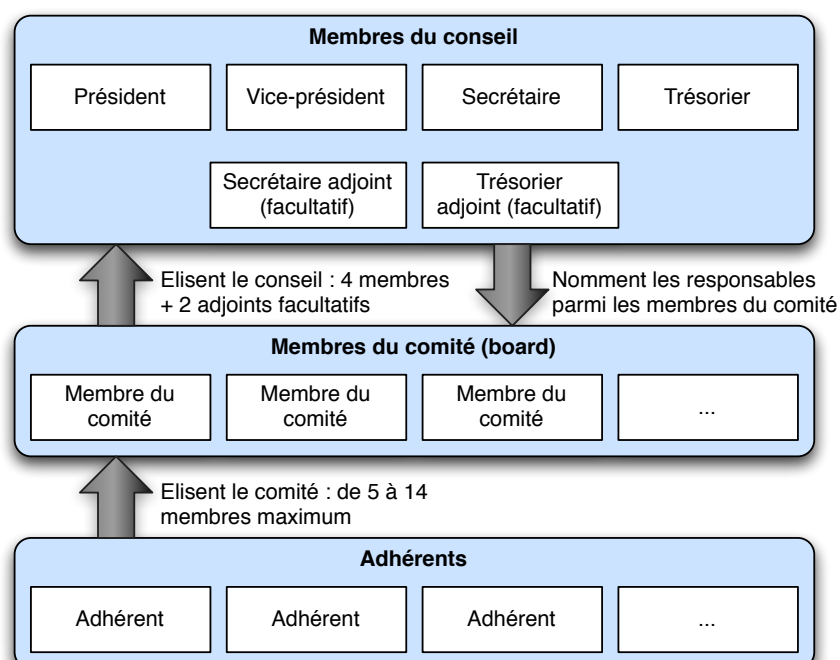 Membres du conseil
Président
Vice-président
Secrétaire
Trésorier
Secrétaire adjoint
(facultatif)
Trésorier
adjoint (facultatif)
Elisent le conseil : 4 membres
+ 2 adjoints facultatifs
Nomment les responsables
parmi les membres du comité
Membres du comité (board)
Membre du
comité
Membre du
comité
Membre du
comité
...
Elisent le comité : de 5 à 14
membres maximum
Adhérents
Adhérent
Adhérent
Adhérent
...